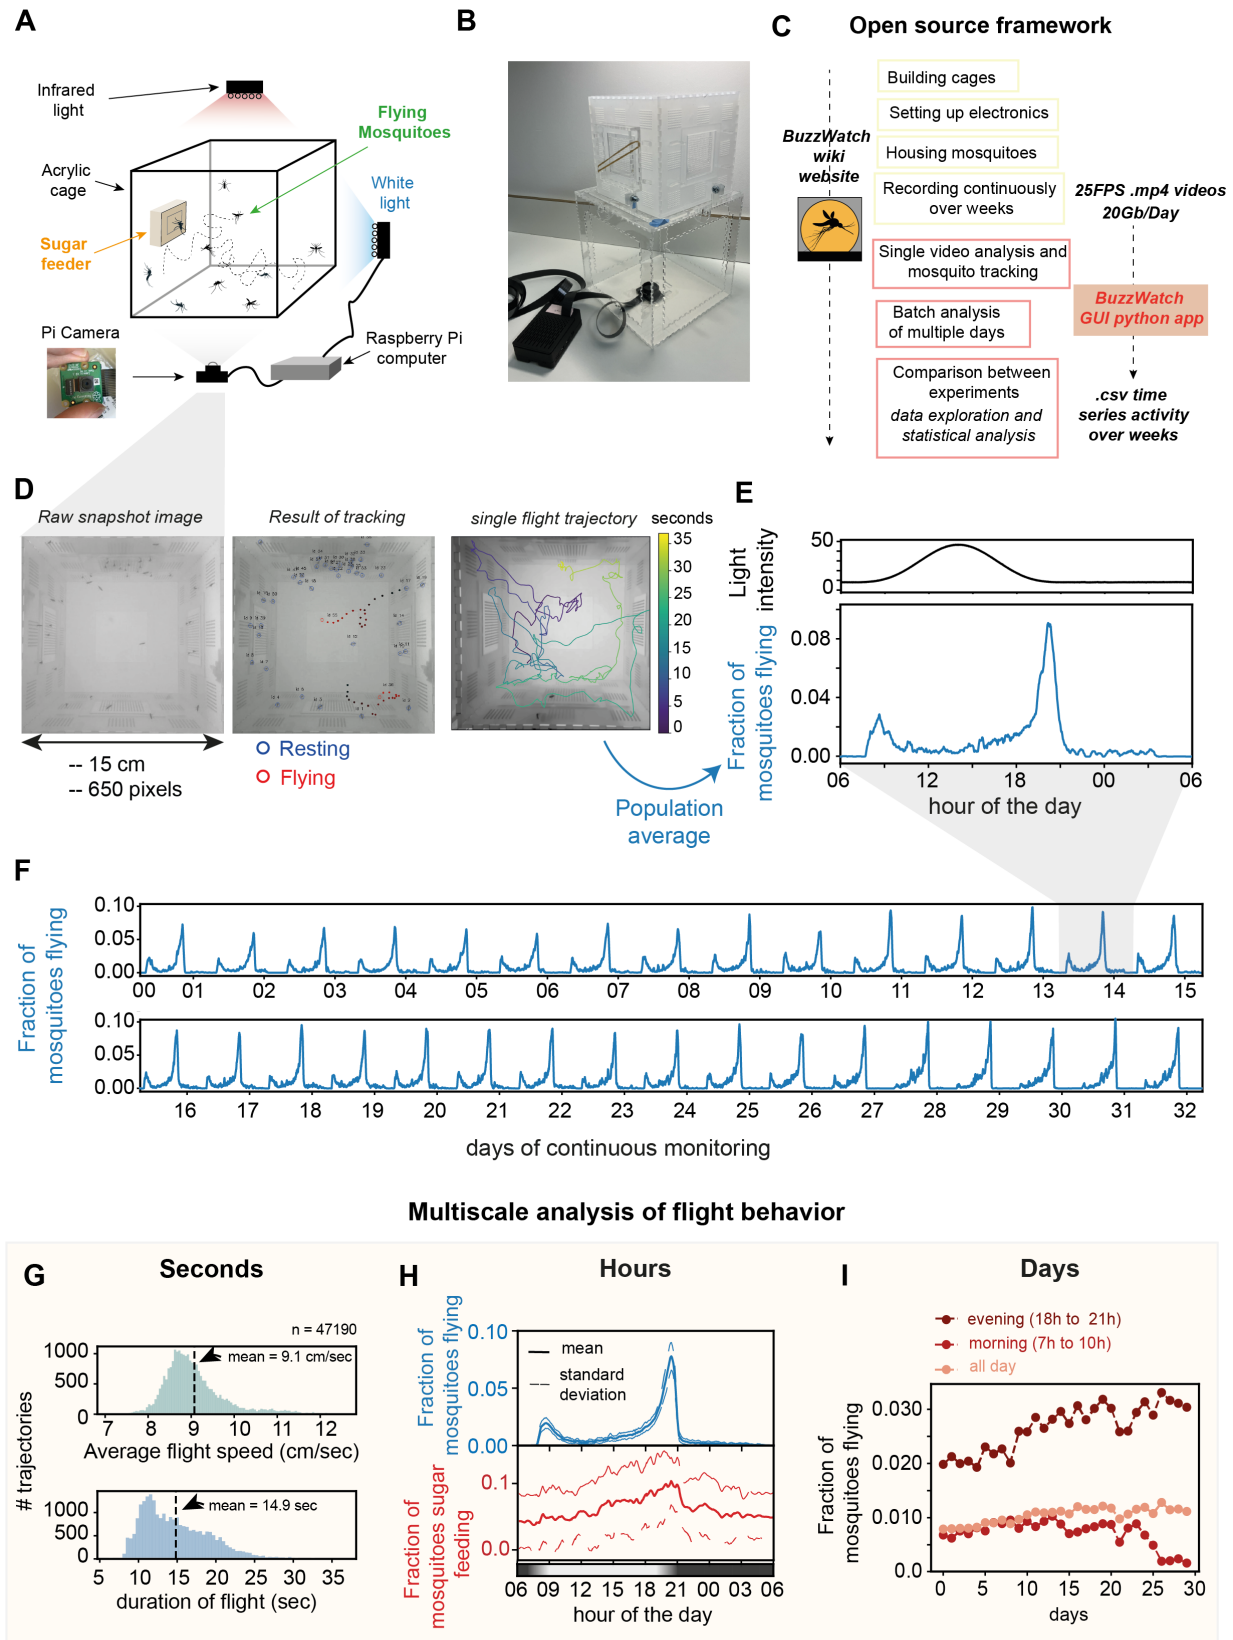 A
B
C
Open source framework
Infrared
light
Flying
Mosquitoes
Acrylic
cage
White
light
Sugar
feeder
Pi Camera
Raspberry Pi
computer
BuzzWatch
wiki
website
Building cages
Setting up electronics
Housing mosquitoes
Recording continuously
over weeks
Single video analysis and
mosquito tracking
Batch analysis
of multiple days
Comparison between
experiments
data exploration and
statistical analysis
25FPS .mp4 videos
20Gb/Day
BuzzWatch
GUI python app
.csv time
series activity
over weeks
D
Raw snapshot image
Result of tracking
single flight trajectory
seconds
35
30
25
20
15
10
5
0
-- 15 cm
-- 650 pixels
Resting
Flying
Population
average
E
Light
intensity
50
0
Fraction of
mosquitoes flying
0.08
0.04
0.00
06 12 18 00 06
hour of the day
F
Fraction of
mosquitoes flying
0.10
0.05
0.00
00 01 02 03 04 05 06 07 08 09 10 11 12 13 14 15
0.10
0.05
0.00
16 17 18 19 20 21 22 23 24 25 26 27 28 29 30 31 32
days of continuous monitoring
Multiscale analysis of flight behavior
G
Seconds
n = 47190
# trajectories
1000
500
0
mean = 9.1 cm/sec
7 8 9 10 11 12
Average flight speed (cm/sec)
1000
500
0
mean = 14.9 sec
5 10 15 20 25 30 35
duration of flight (sec)
H
Hours
Fraction of
mosquitoes flying
0.10
0.05
0.00
mean
standard
deviation
Fraction of
mosquitoes sugar
feeding
0.1
0.0
06 09 12 15 18 21 00 03 06
hour of the day
I
Days
evening (18h to 21h)
morning (7h to 10h)
all day
Fraction of
mosquitoes flying
0.030
0.020
0.010
0.0
0 5 10 15 20 25 30
days